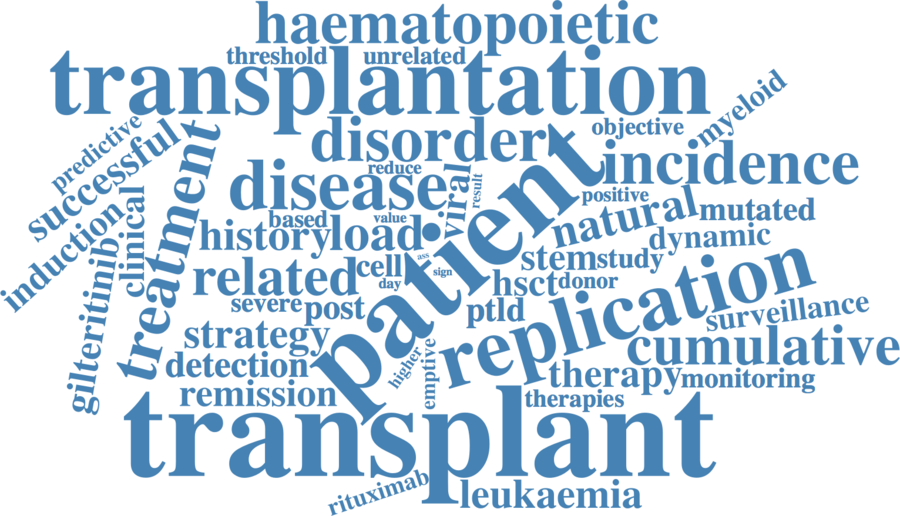 haematopoietic
threshold
unrelated
transplantation
myeloid
objective
predictive
successful
treatment
disorder
incidence
reduce
disease
viral
result
positive
natural
mutated
induction
clinical
based
value
history
load
patient
dynamic
gilteritinib
related
cell
ass
sign
day
stem
study
hsct
donor
severe
post
ptld
replication
surveillance
strategy
cumulative
detection
higher
emptive
therapy
monitoring
remission
therapies
transplant
rituximab
leukaemia